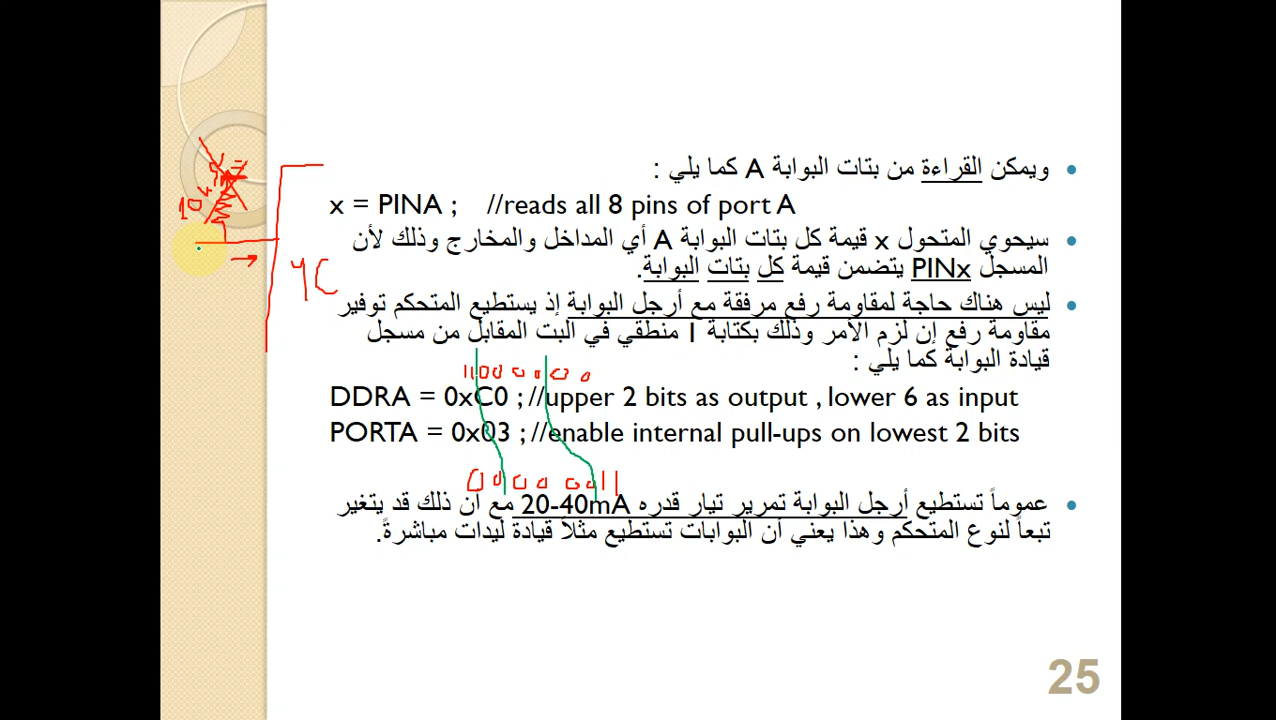 ويمكن القراءة من بتات البوابة A كما يلي :
x = PINA ; //reads all 8 pins of port A
سيحوي المتحول x قيمة كل بتات البوابة A أي المداخل والمخارج وذلك لأن
المسجل PINx يتضمن قيمة كل بتات البوابة.
ليس هناك حاجة لمقاومة رفع مرفقة مع أرجل البوابة إذ يستطيع المتحكم توفير
مقاومة رفع إن لزم الأمر وذلك بكتابة 1 منطقي في البت المقابل من مسجل
قيادة البوابة كما يلي :
11000000
DDRA = 0xC0 ; //upper 2 bits as output , lower 6 as input
PORTA = 0x03 ; //enable internal pull-ups on lowest 2 bits
00000011
عموماً تستطيع أرجل البوابة تمرير تيار قدره 20-40mA مع ان ذلك قد يتغير
تبعاً لنوع المتحكم وهذا يعني أن البوابات تستطيع مثلاً قيادة ليدات مباشرةً.
25